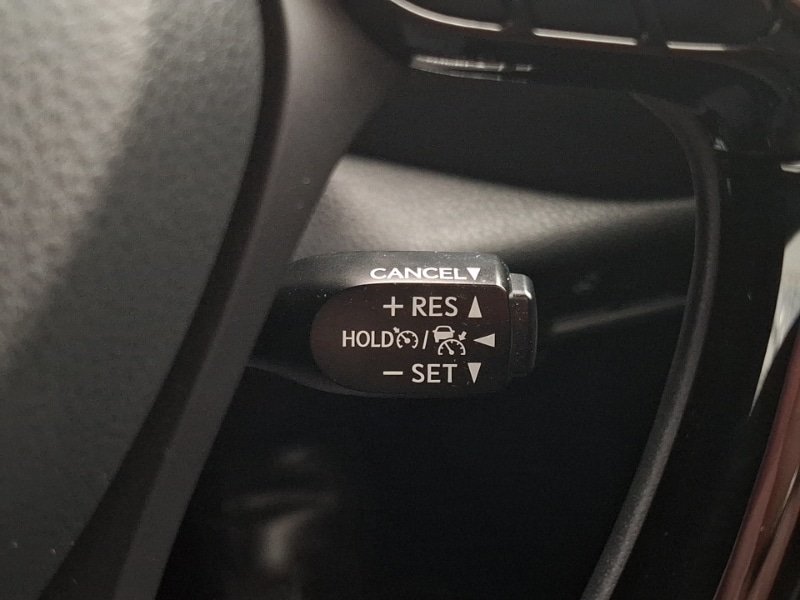 CANCEL▼
+ RES ▲
HOLD / ◀
− SET ▼